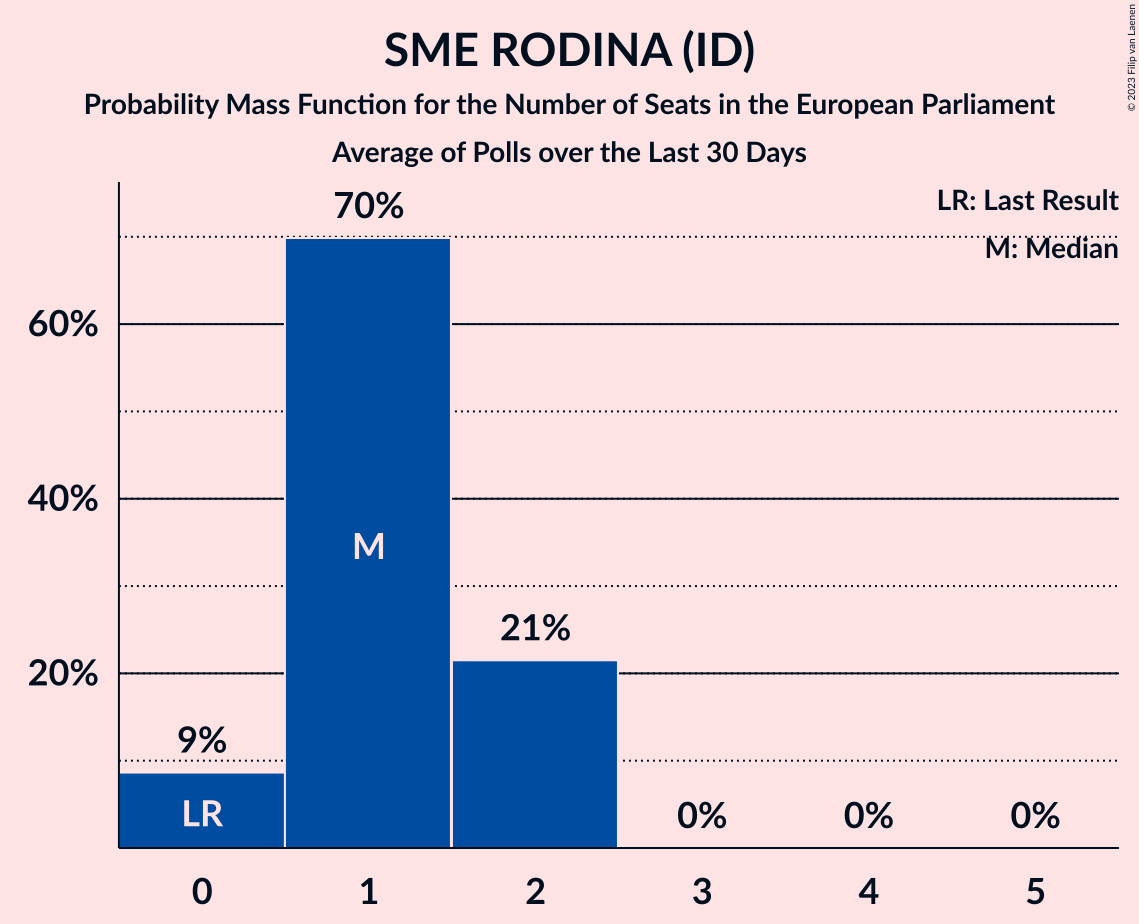 SME RODINA (ID)
Probability Mass Function for the Number of Seats in the European Parliament
Average of Polls over the Last 30 Days
© 2023 Filip van Laenen
LR: Last Result
M: Median
70%
60%
40%
M
21%
20%
9%
LR
0%
0%
0%
0
1
2
3
4
5